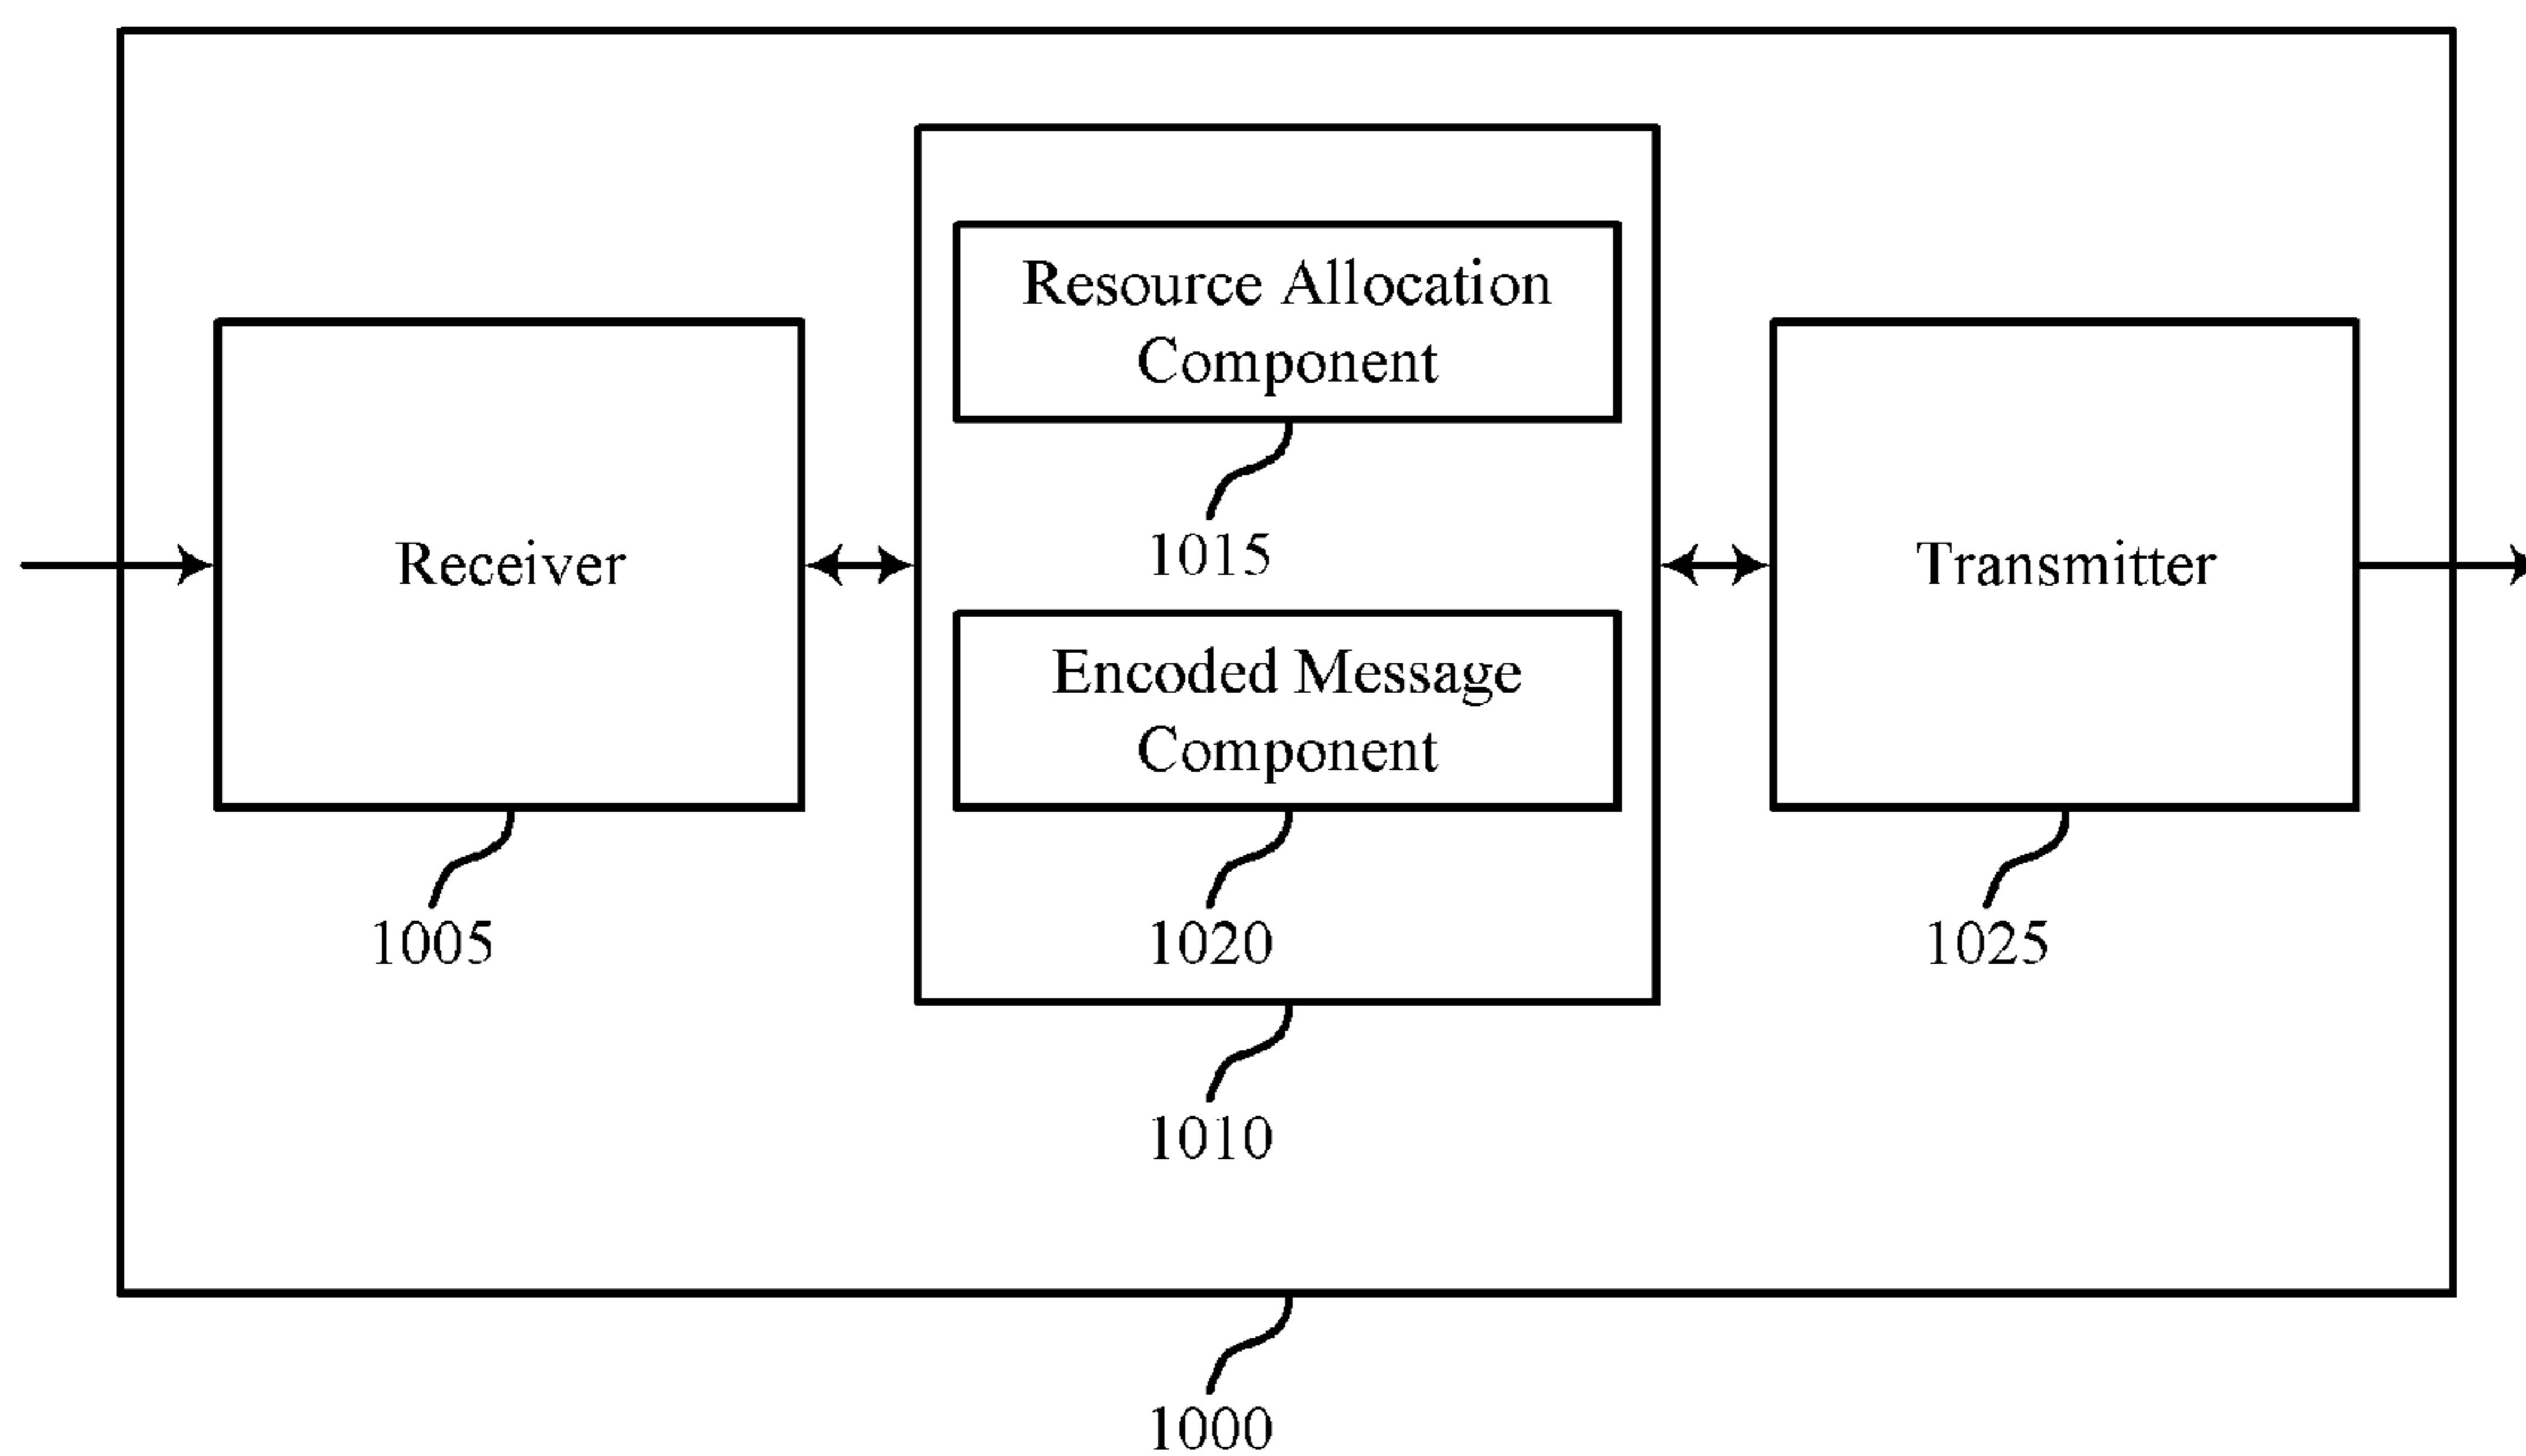 Resource Allocation
Component
1015
Receiver
Transmitter
Encoded Message
Component
1005
1020
1025
1010
1000